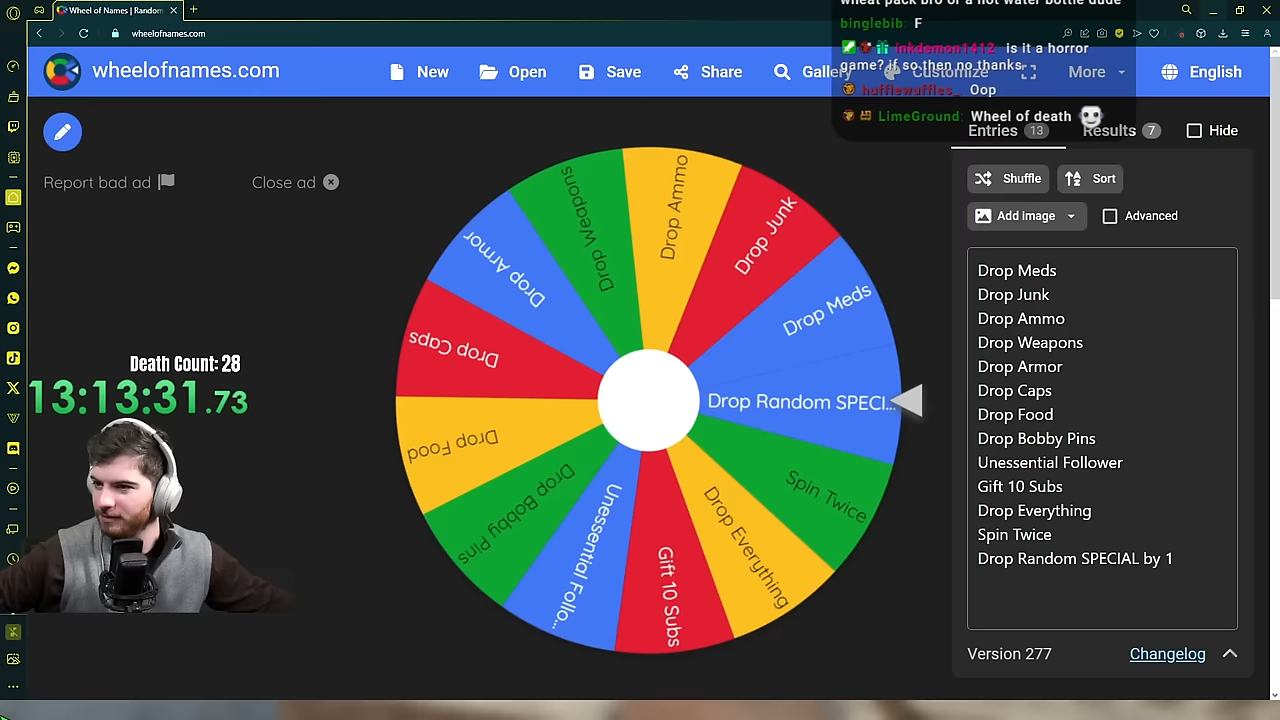 Wheel of Names | Random
wheelofnames.com
wheat pack bro or a hot water bottle dude
binglebib: F
inkdemon1412 Is it a horror
game? if so then no thanks
hufflewuffles_ Oop
LimeGround: Wheel of death
wheelofnames.com
New
Open
Save
Share
Gallery
Customize
More
English
Entries 13
Results 7
Hide
Report bad ad
Close ad
Shuffle
Sort
Add image
Advanced
Drop Meds
Drop Junk
Drop Ammo
Drop Weapons
Drop Armor
Drop Caps
Drop Food
Drop Bobby Pins
Unessential Follower
Gift 10 Subs
Drop Everything
Spin Twice
Drop Random SPECIAL by 1
Version 277
Changelog
Drop Ammo
Drop Junk
Drop Meds
Drop Random SPECI...
Spin Twice
Drop Everything
Gift 10 Subs
Unessential Follo...
Drop Bobby Pins
Drop Food
Drop Caps
Drop Armor
Drop Weapons
Death Count: 28
13:13:31.73